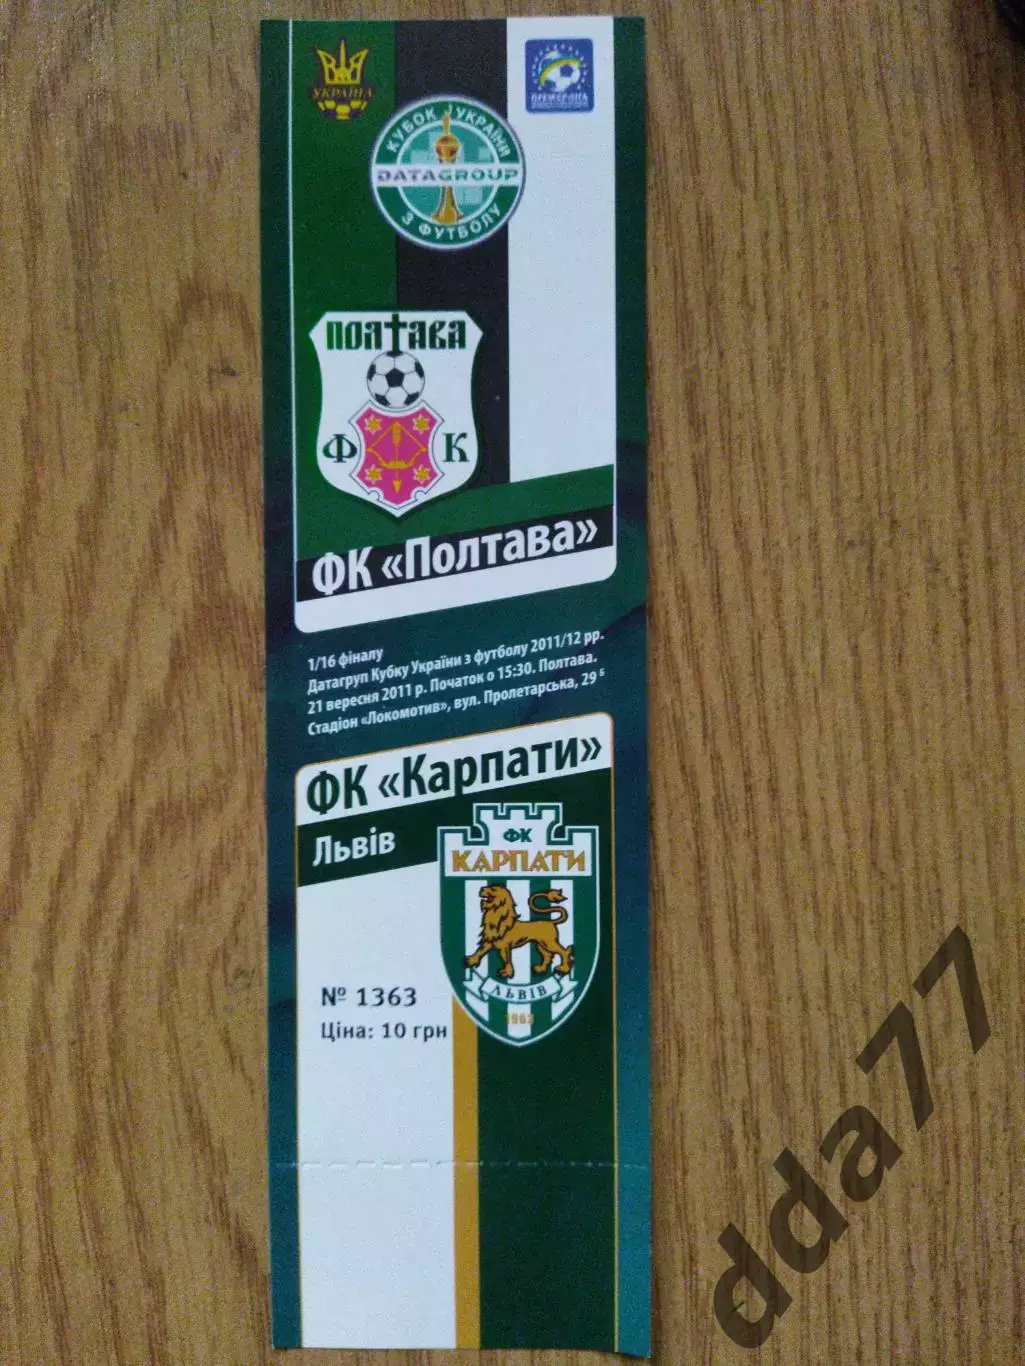 УКРАЇНА
КУБОК УКРАЇНИ
DATAGROUP
З ФУТБОЛУ
ПОЛТАВА
Ф К
ФК «Полтава»
1/16 фіналу
Датагруп Кубку України з футболу 2011/12 рр.
21 вересня 2011 р. Початок о 15:30. Полтава.
Стадіон «Локомотив», вул. Пролетарська, 29 б
ФК «Карпати»
Львів
ФК
КАРПАТИ
ЛЬВІВ
1963
№ 1363
Ціна: 10 грн
dda77